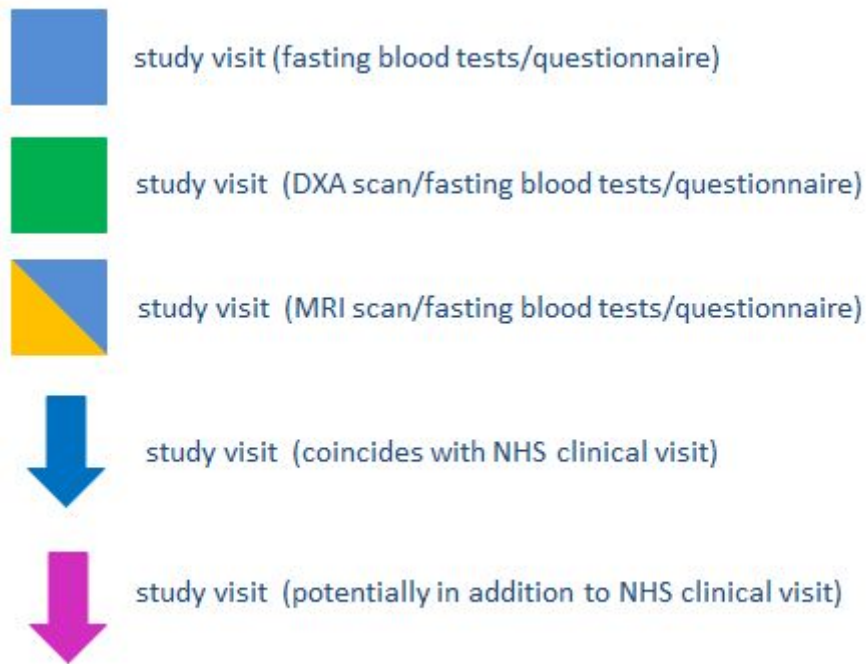 study visit (fasting blood tests/questionnaire)
study visit (DXA scan/fasting blood tests/questionnaire)
study visit (MRI scan/fasting blood tests/questionnaire)
study visit (coincides with NHS clinical visit)
study visit (potentially in addition to NHS clinical visit)